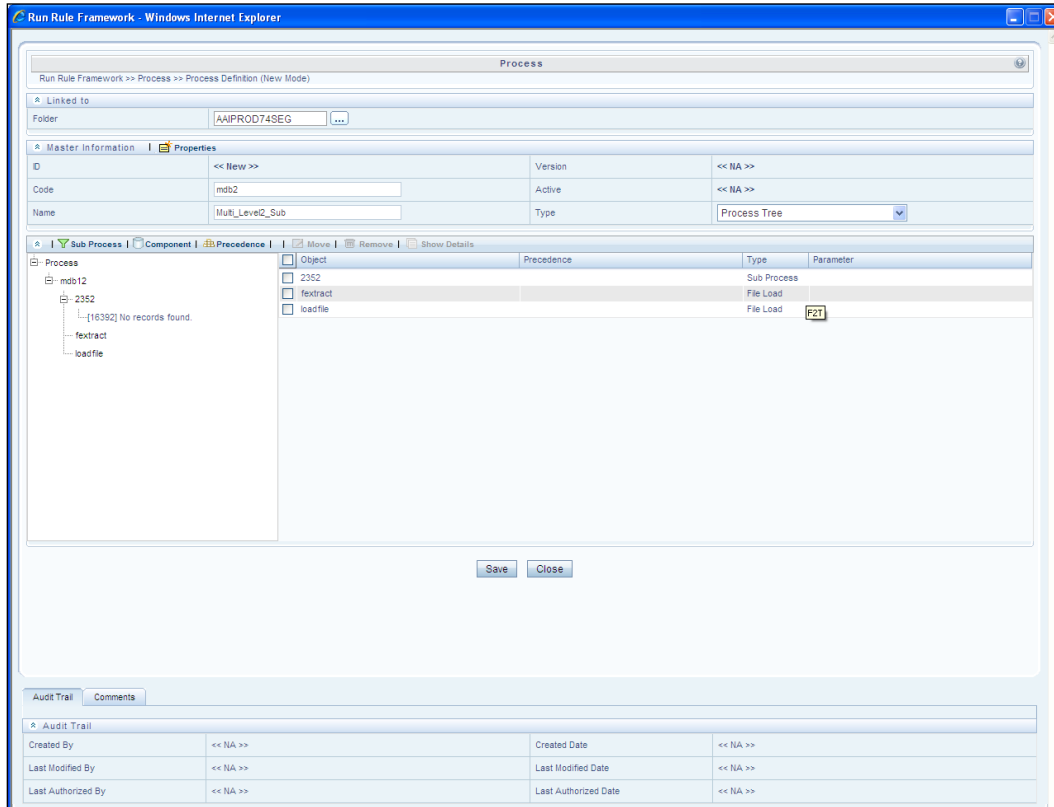 Run Rule Framework - Windows Internet Explorer
Process
Run Rule Framework >> Process >> Process Definition (New Mode)
Linked to
Folder AAIPROD74SEG ...
Master Information | Properties
ID << New >> Version << NA >>
Code mdb2 Active << NA >>
Name Multi_Level2_Sub Type Process Tree
| Sub Process | Component | Precedence | | Move | Remove | Show Details
Process
mdb12
2352
[16392] No records found.
fextract
loadfile
Object Precedence Type Parameter
2352 Sub Process
fextract File Load
loadfile File Load
F2T
Save Close
Audit Trail Comments
Audit Trail
Created By << NA >> Created Date << NA >>
Last Modified By << NA >> Last Modified Date << NA >>
Last Authorized By << NA >> Last Authorized Date << NA >>